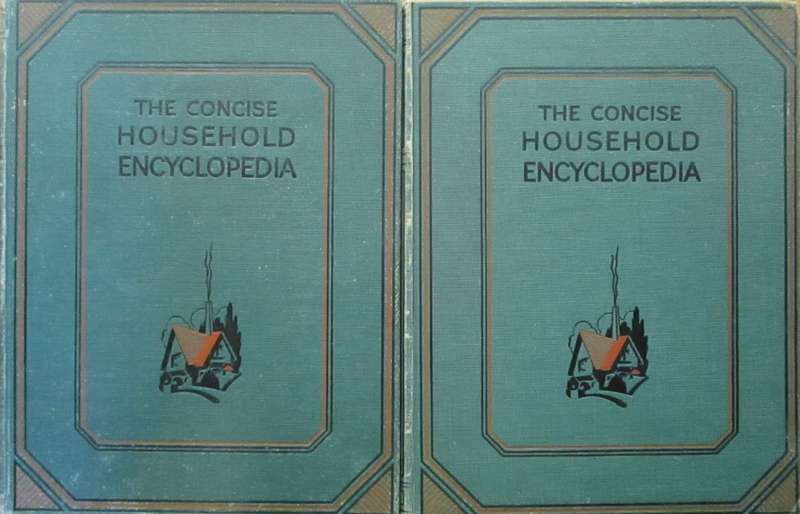 THE CONCISE
HOUSEHOLD
ENCYCLOPEDIA
THE CONCISE
HOUSEHOLD
ENCYCLOPEDIA